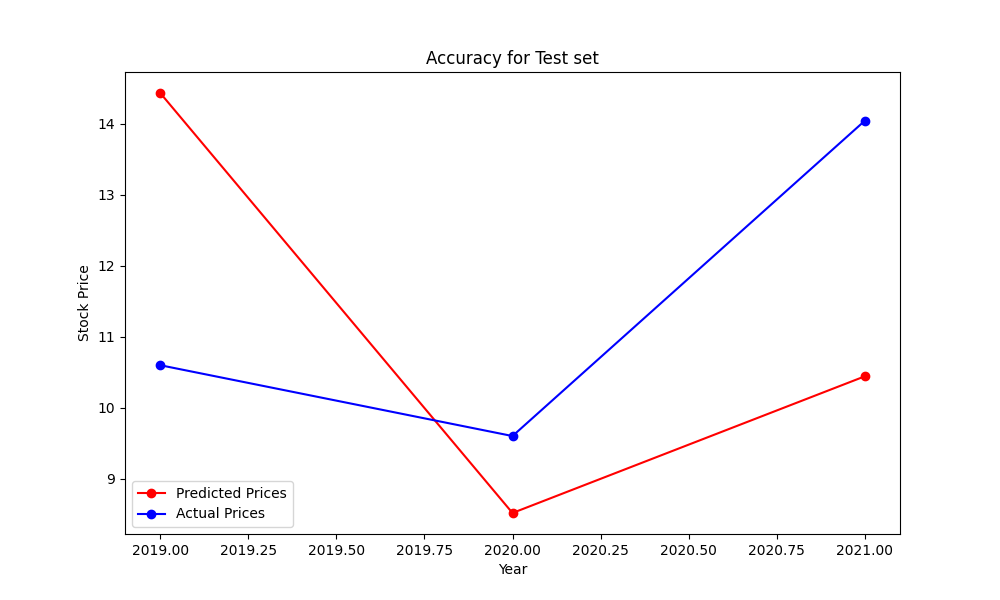 Accuracy for Test set
Stock Price
14
13
12
11
10
9
Predicted Prices
Actual Prices
2019.00 2019.25 2019.50 2019.75 2020.00 2020.25 2020.50 2020.75 2021.00
Year